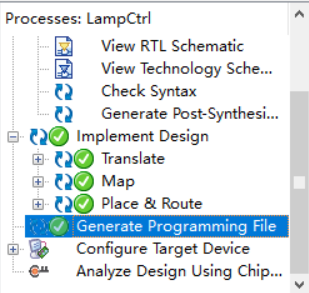 Processes: LampCtrl
View RTL Schematic
View Technology Sche...
Check Syntax
Generate Post-Synthesi...
Implement Design
Translate
Map
Place & Route
Generate Programming File
Configure Target Device
Analyze Design Using Chip...